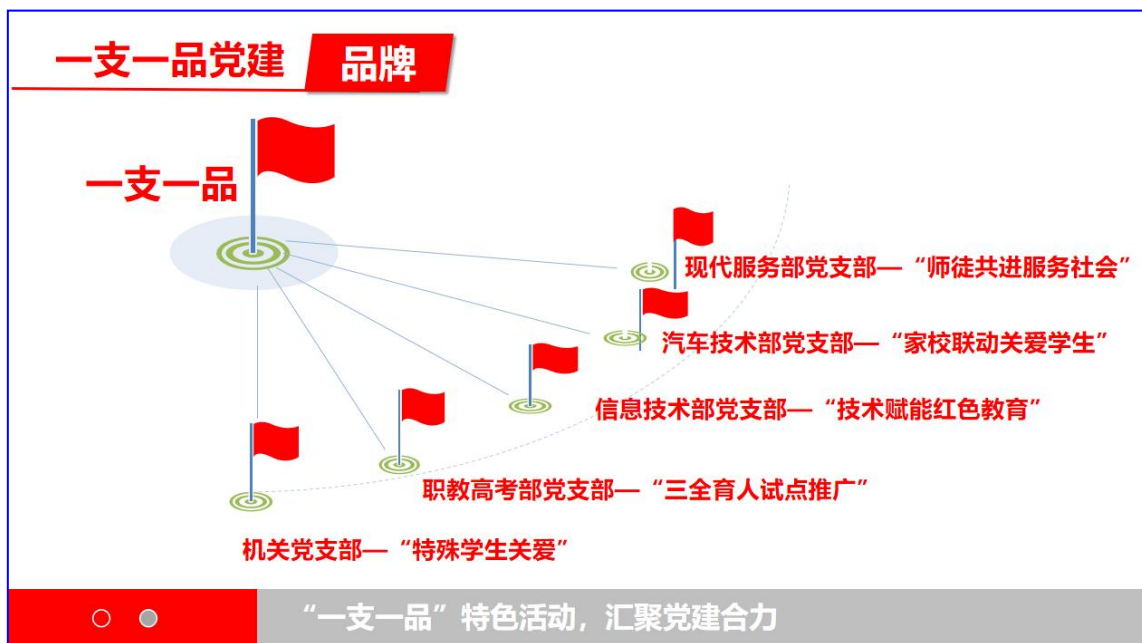 一支一品党建 品牌
一支一品
现代服务部党支部—“师徒共进服务社会”
汽车技术部党支部—“家校联动关爱学生”
信息技术部党支部—“技术赋能红色教育”
职教高考部党支部—“三全育人试点推广”
机关党支部—“特殊学生关爱”
“一支一品”特色活动，汇聚党建合力